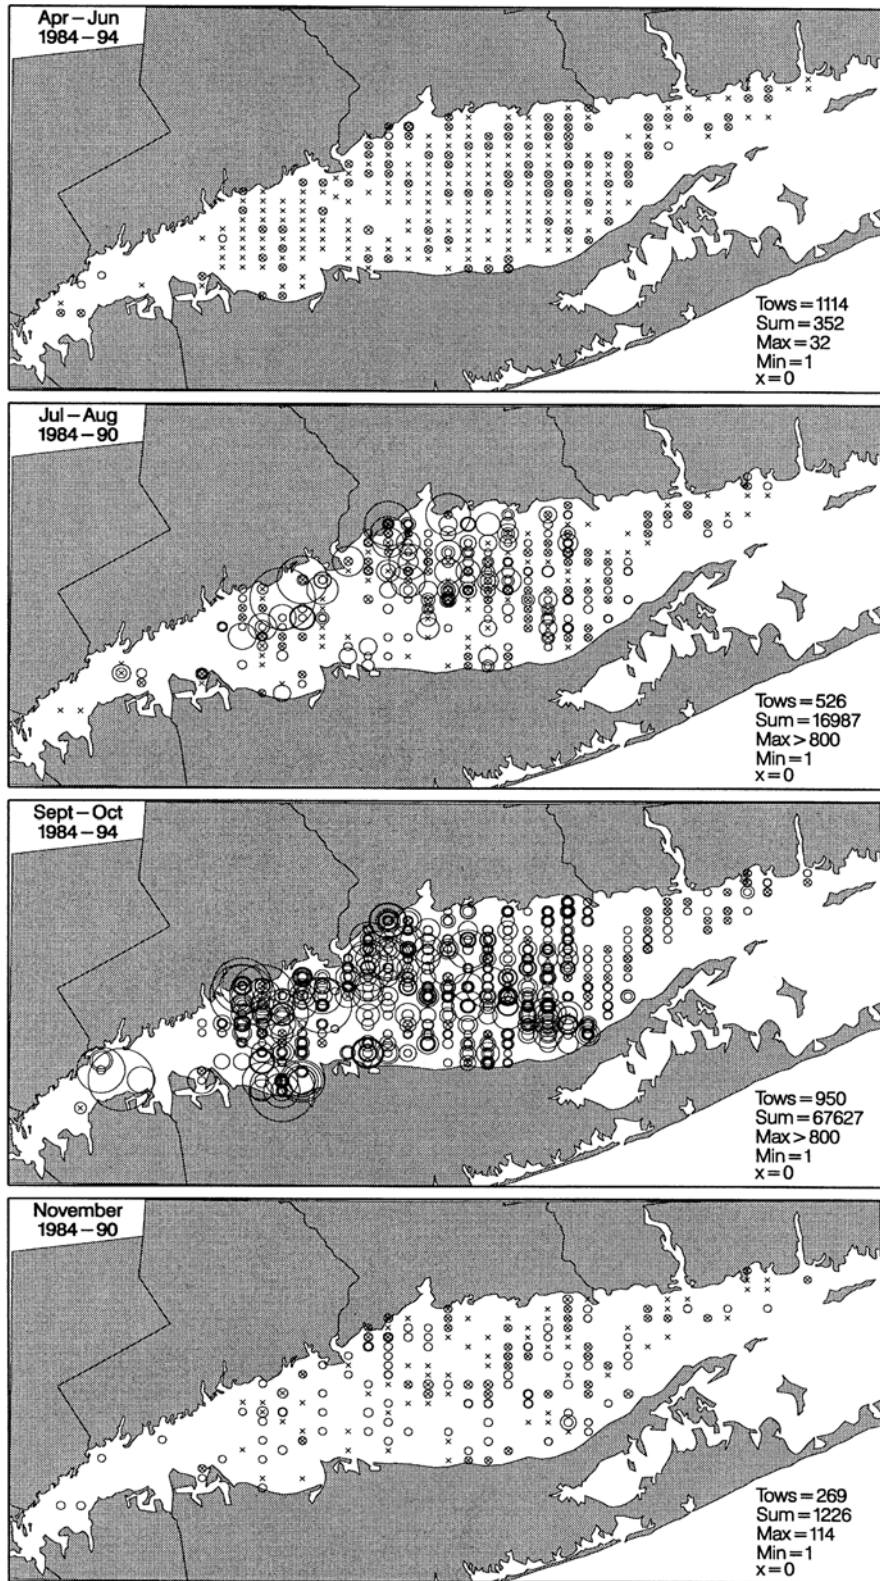 Apr – Jun
1984 – 94
Tows = 1114
Sum = 352
Max = 32
Min = 1
x = 0
Jul – Aug
1984 – 90
Tows = 526
Sum = 16987
Max > 800
Min = 1
x = 0
Sept – Oct
1984 – 94
Tows = 950
Sum = 67627
Max > 800
Min = 1
x = 0
November
1984 – 90
Tows = 269
Sum = 1226
Max = 114
Min = 1
x = 0